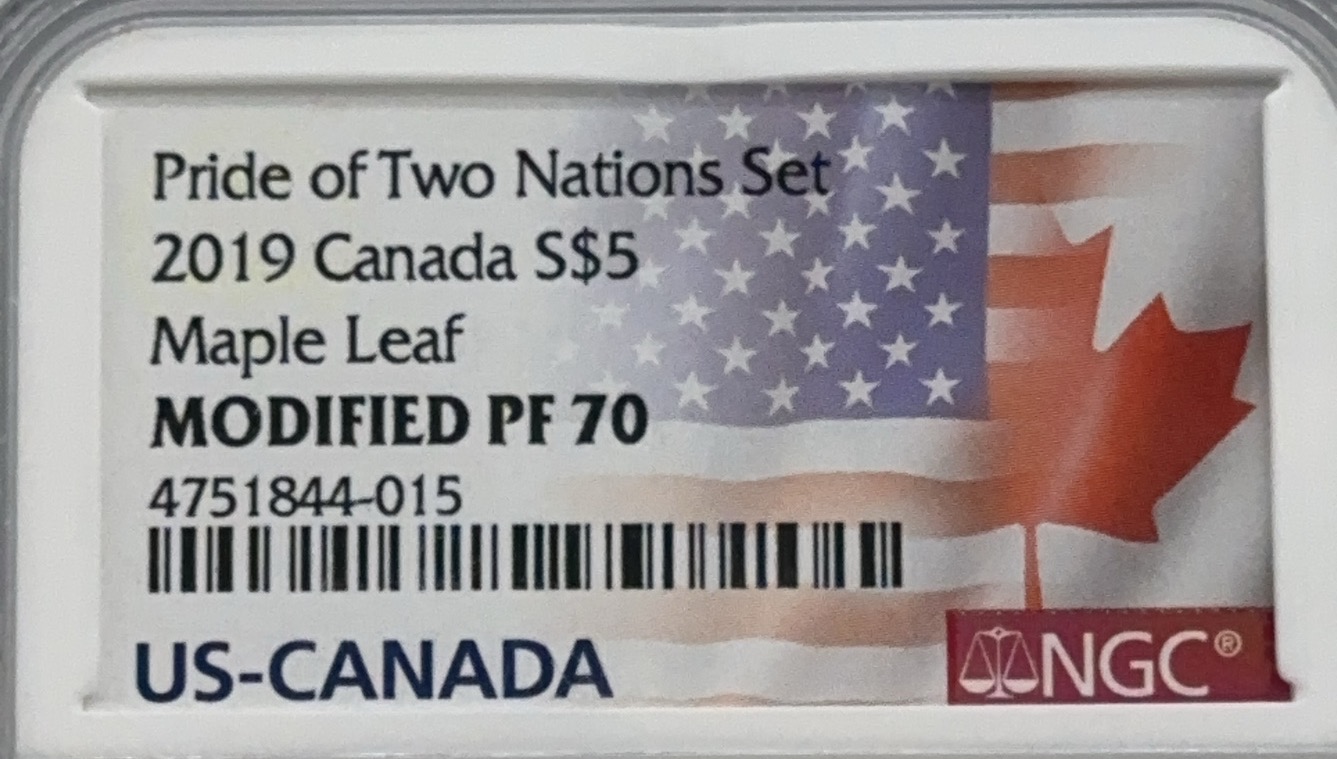 Pride of Two Nations Set
2019 Canada S$5
Maple Leaf
MODIFIED PF 70
4751844-015
US-CANADA
NGC®